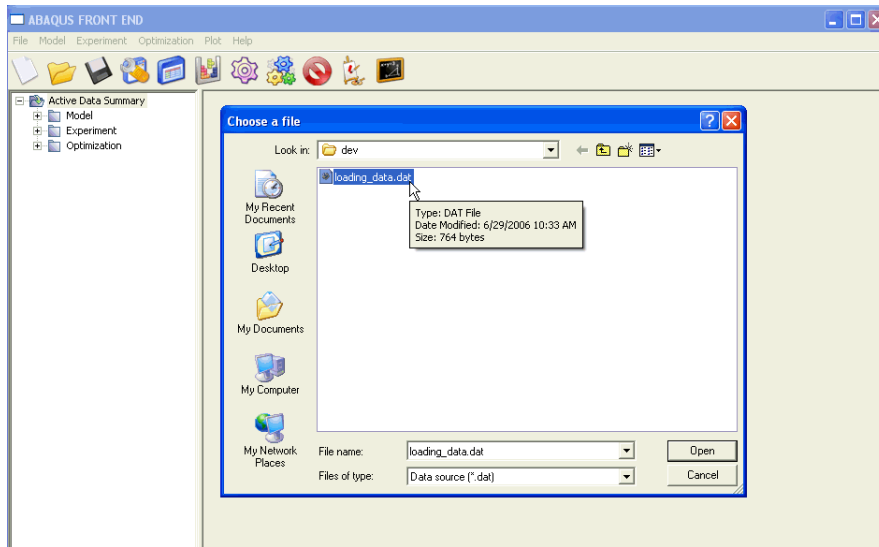 ABAQUS FRONT END
File Model Experiment Optimization Plot Help
Active Data Summary
Model
Experiment
Optimization
Choose a file
Look in: dev
loading_data.dat
Type: DAT File
Date Modified: 6/29/2006 10:33 AM
Size: 764 bytes
My Recent
Documents
Desktop
My Documents
My Computer
My Network
Places
File name: loading_data.dat Open
Files of type: Data source (*.dat) Cancel